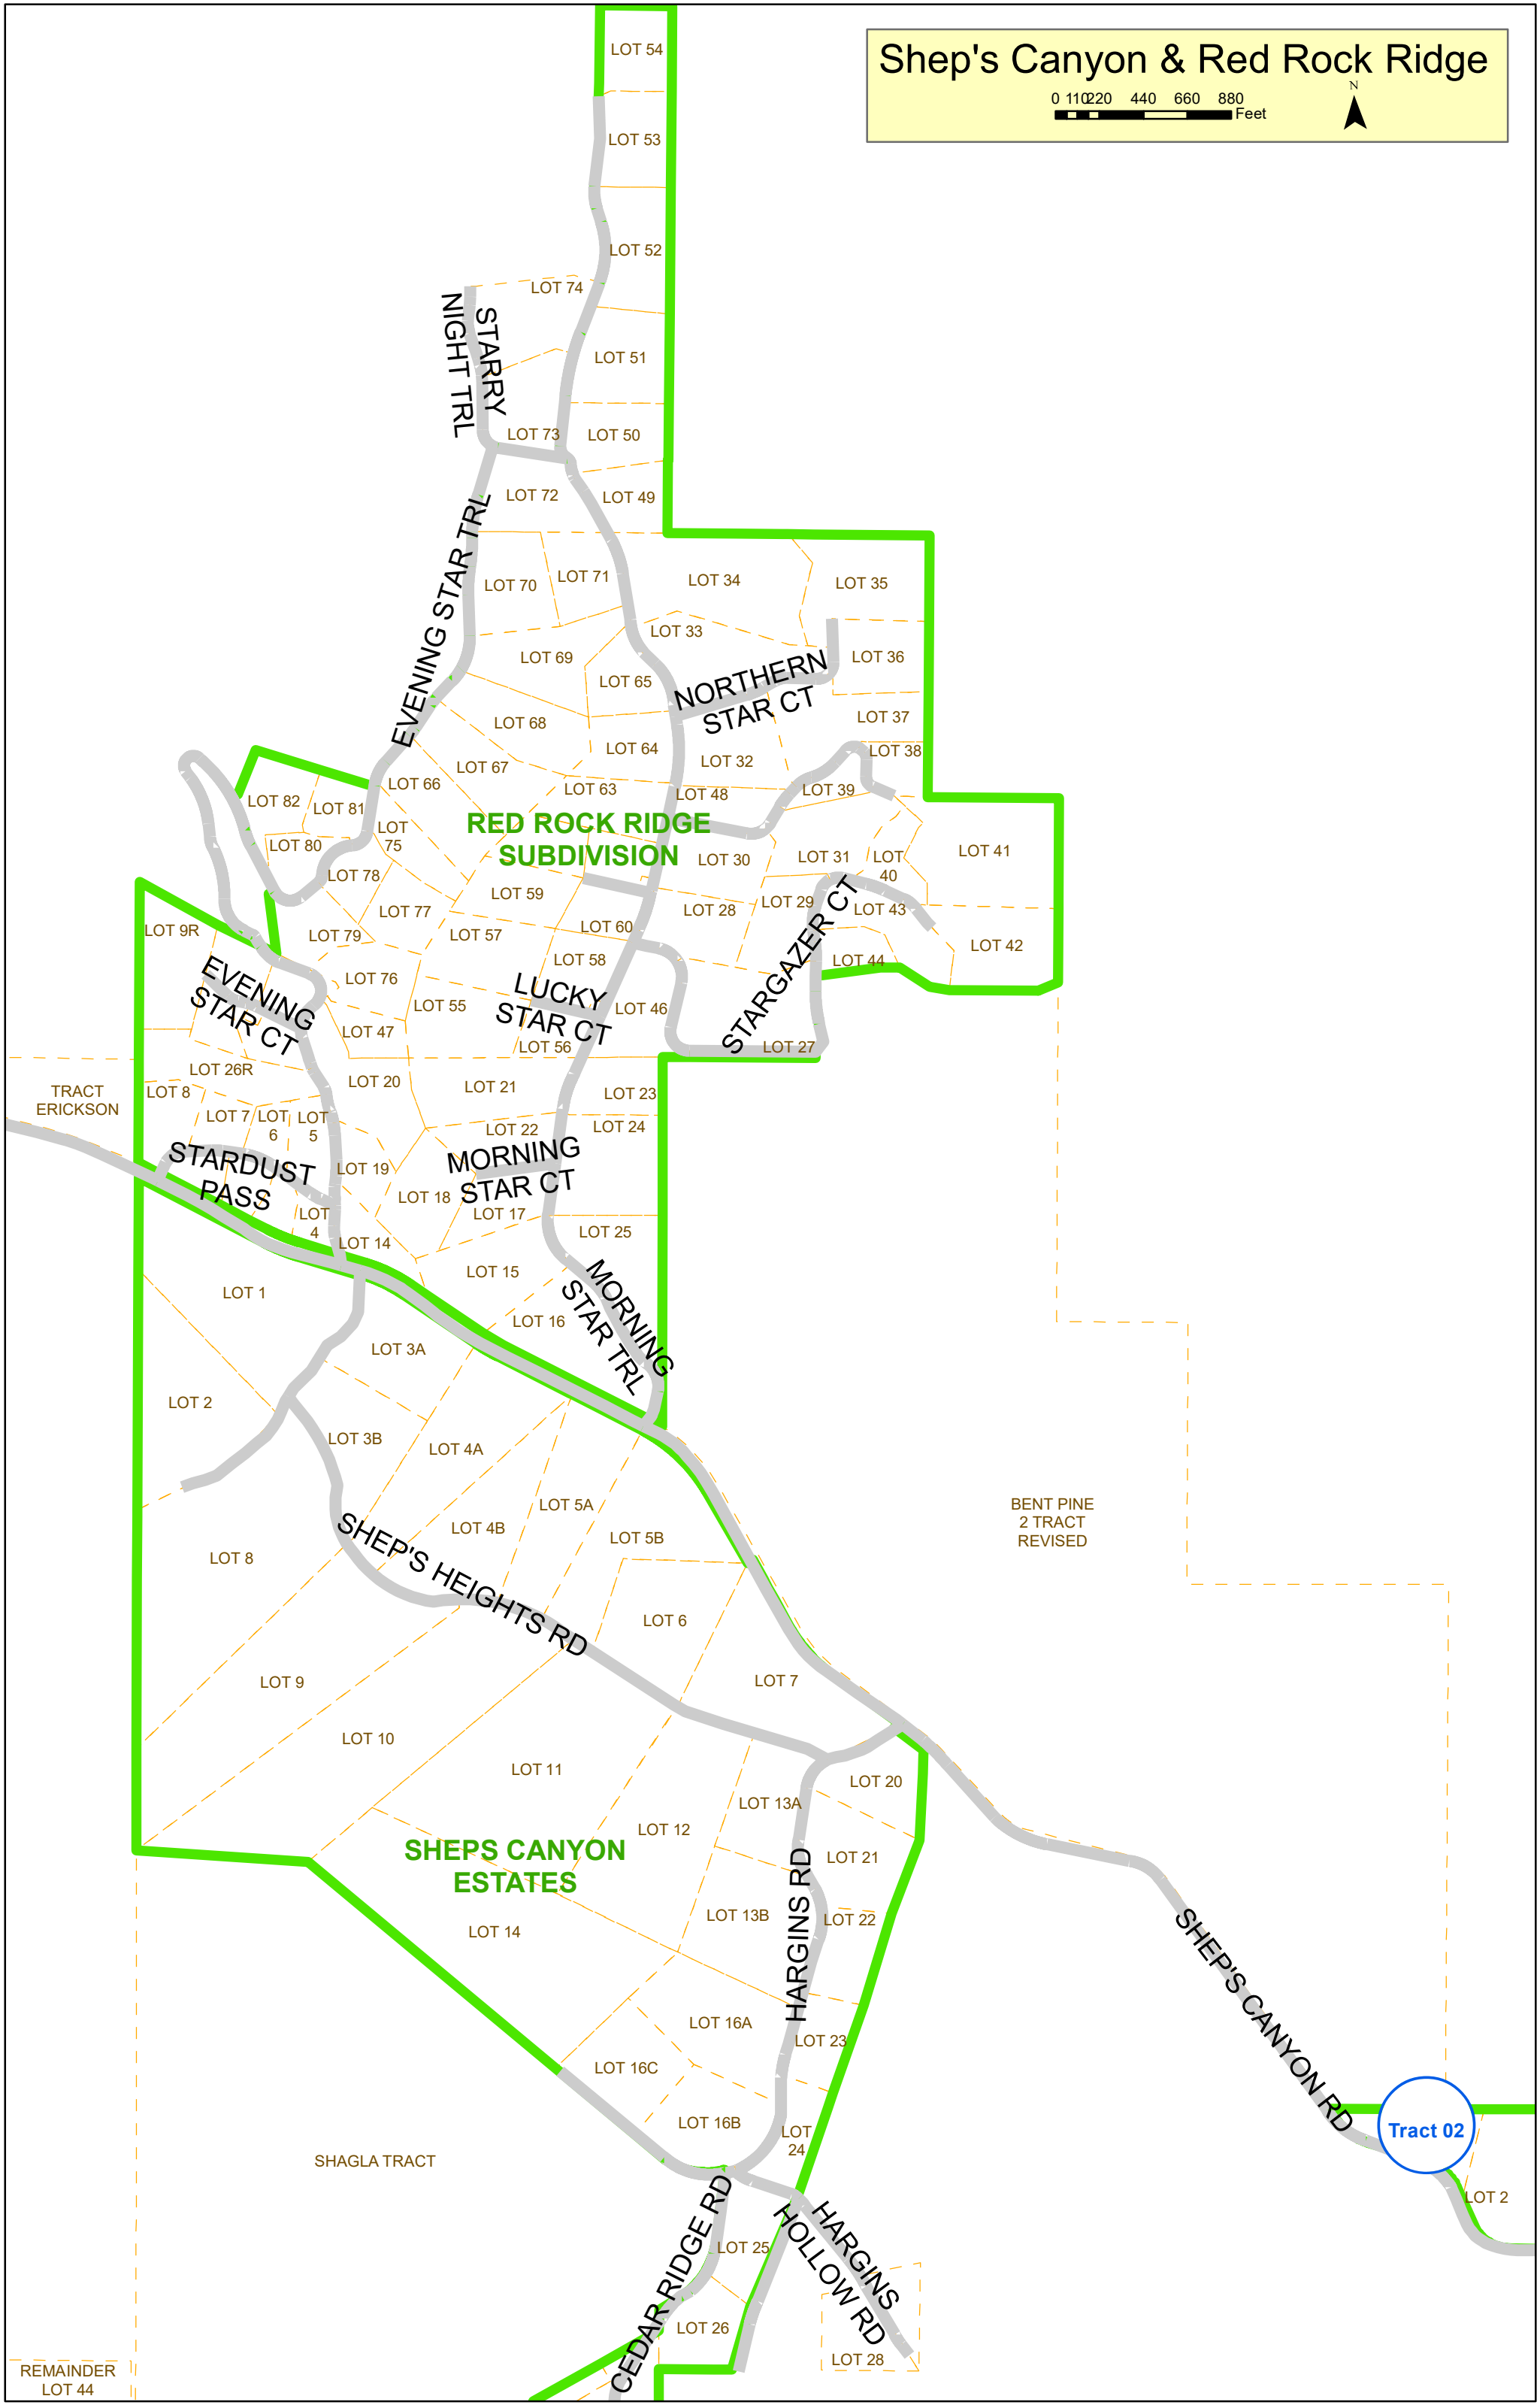 Shep's Canyon & Red Rock Ridge
N
0 110 220 440 660 880
Feet
LOT 54
LOT 53
LOT 52
LOT 74
STARRY
NIGHT TRL
LOT 51
LOT 73
LOT 50
LOT 72
LOT 49
EVENING STAR TRL
LOT 70
LOT 71
LOT 34
LOT 35
LOT 33
LOT 69
LOT 65
LOT 36
NORTHERN
STAR CT
LOT 68
LOT 64
LOT 37
LOT 38
LOT 32
LOT 67
LOT 66
LOT 63
LOT 48
LOT 39
LOT 82
LOT 81
LOT
75
LOT 80
RED ROCK RIDGE
SUBDIVISION
LOT 30
LOT 31
LOT
40
LOT 41
LOT 78
LOT 59
LOT 29
LOT 28
LOT 43
LOT 77
LOT 60
LOT 79
LOT 57
LOT 9R
LOT 42
LOT 58
LOT 44
LOT 76
STARGAZER CT
EVENING
STAR CT
LUCKY
STAR CT
LOT 55
LOT 46
LOT 47
LOT 56
LOT 27
LOT 26R
LOT 20
LOT 21
LOT 23
TRACT
ERICKSON
LOT 8
LOT 7
LOT
6
LOT
5
LOT 22
LOT 24
MORNING
STAR CT
STARDUST
PASS
LOT 19
LOT 18
LOT 17
LOT
4
LOT 14
LOT 25
LOT 15
LOT 16
MORNING
STAR TRL
LOT 1
LOT 3A
LOT 2
LOT 3B
LOT 4A
LOT 5A
LOT 4B
LOT 5B
BENT PINE
2 TRACT
REVISED
LOT 8
SHEP'S HEIGHTS RD
LOT 6
LOT 9
LOT 7
LOT 10
LOT 11
LOT 20
LOT 13A
LOT 12
SHEPS CANYON
ESTATES
LOT 21
HARGINS RD
LOT 13B
LOT 22
LOT 14
SHEP'S CANYON RD
LOT 16A
LOT 23
LOT 16C
LOT 16B
LOT
24
Tract 02
SHAGLA TRACT
LOT 2
CEDAR RIDGE RD
HARGINS
HOLLOW RD
LOT 25
LOT 26
LOT 28
REMAINDER
LOT 44